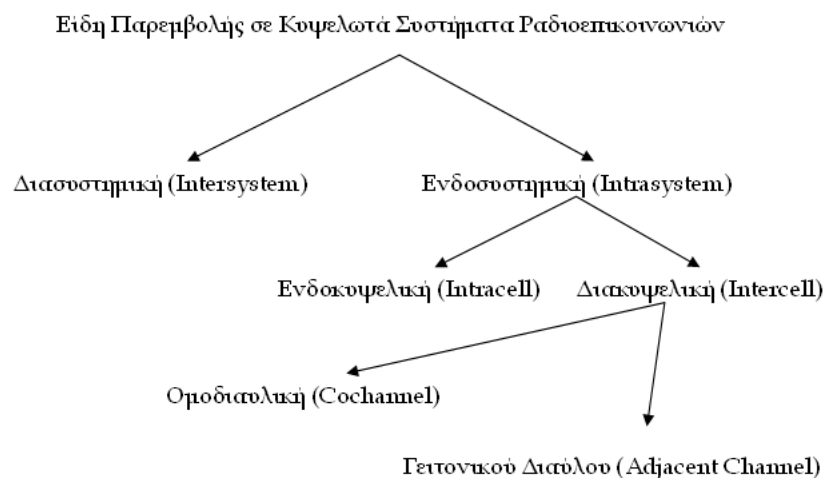 Είδη Παρεμβολής σε Κυψελωτά Συστήματα Ραδιοεπικοινωνιών
Διασυστημική (Intersystem)
Ενδοσυστημική (Intrasystem)
Ενδοκυψελική (Intracell)
Διακυψελική (Intercell)
Ομοδιαυλική (Cochannel)
Γειτονικού Διαύλου (Adjacent Channel)